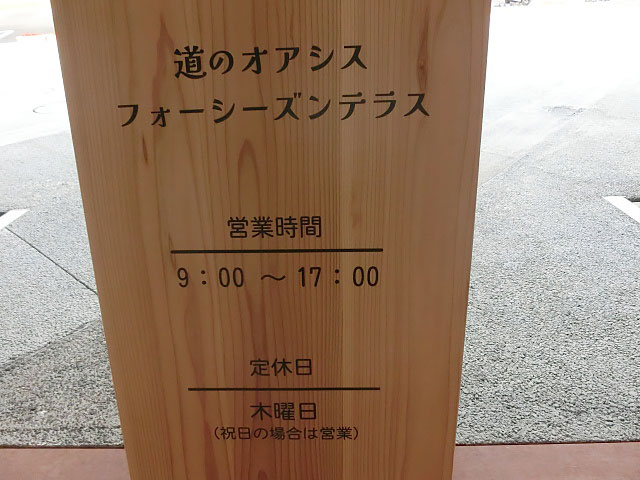 道のオアシス
フォーシーズンテラス
営業時間
9:00 ～ 17:00
定休日
木曜日
(祝日の場合は営業)